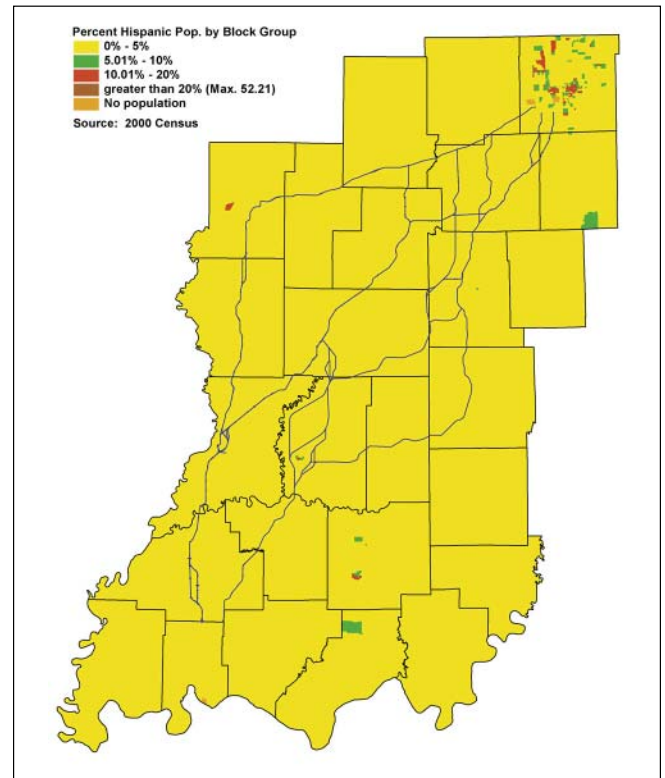 Percent Hispanic Pop. by Block Group
0% - 5%
5.01% - 10%
10.01% - 20%
greater than 20% (Max. 52.21)
No population
Source: 2000 Census